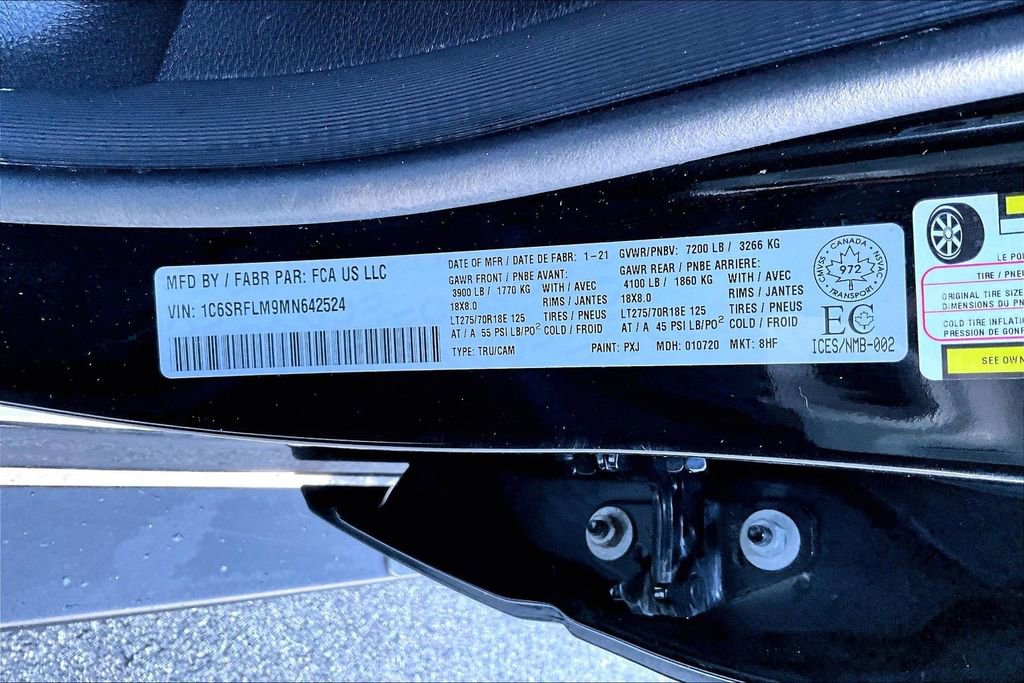 MFD BY / FABR PAR: FCA US LLC
VIN: 1C6SRFLM9MN642524
DATE OF MFR / DATE DE FABR: 1-21
GVWR/PNBV: 7200 LB / 3266 KG
GAWR FRONT / PNBE AVANT:
3900 LB / 1770 KG WITH / AVEC
18X8.0 RIMS / JANTES
LT275/70R18E 125 TIRES / PNEUS
AT / A 55 PSI LB/PO² COLD / FROID
GAWR REAR / PNBE ARRIERE:
4100 LB / 1860 KG WITH / AVEC
18X8.0 RIMS / JANTES
LT275/70R18E 125 TIRES / PNEUS
AT / A 45 PSI LB/PO² COLD / FROID
TYPE: TRU/CAM PAINT: PXJ MDH: 010720 MKT: 8HF
CANADA
CMVSS 972 NSVAC
TRANSPORT
EC
ICES/NMB-002
LE
TIRE /
ORIGINAL TIRE SIZE
DIMENSIONS DU
COLD TIRE
PRESSION DE
SEE